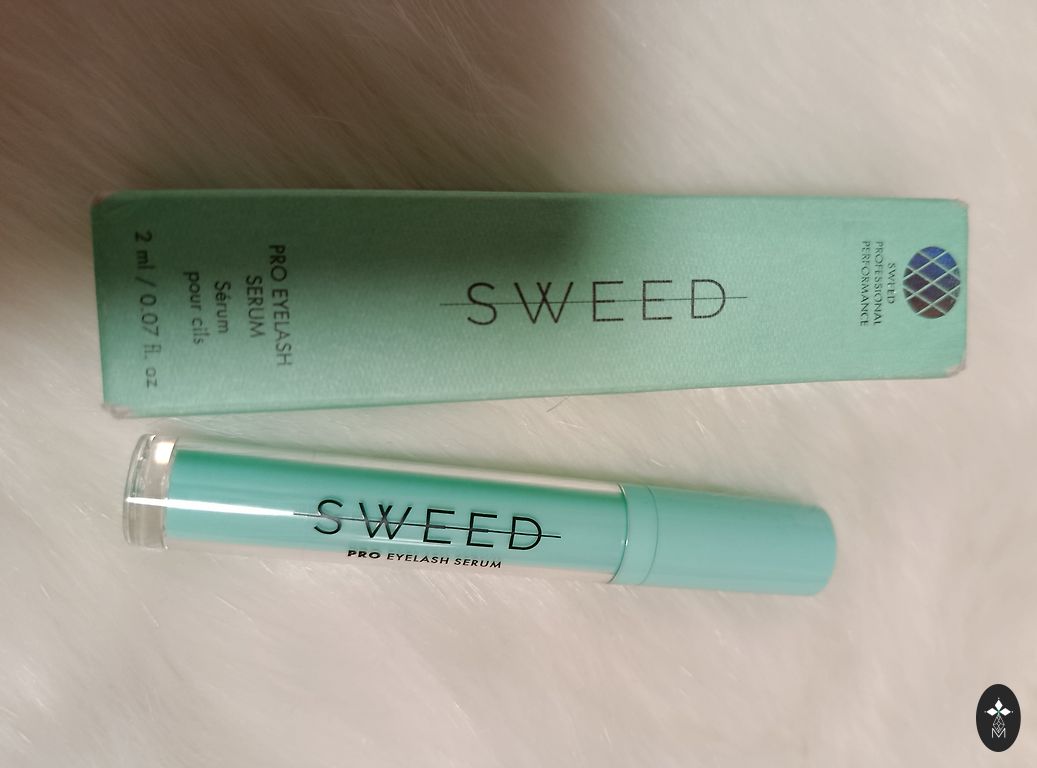 SWEED
PROFESSIONAL
PERFORMANCE
SWEED
PRO EYELASH
SERUM
Sérum
pour cils
2 ml / 0.07 fl. oz
SWEED
PRO EYELASH SERUM
M